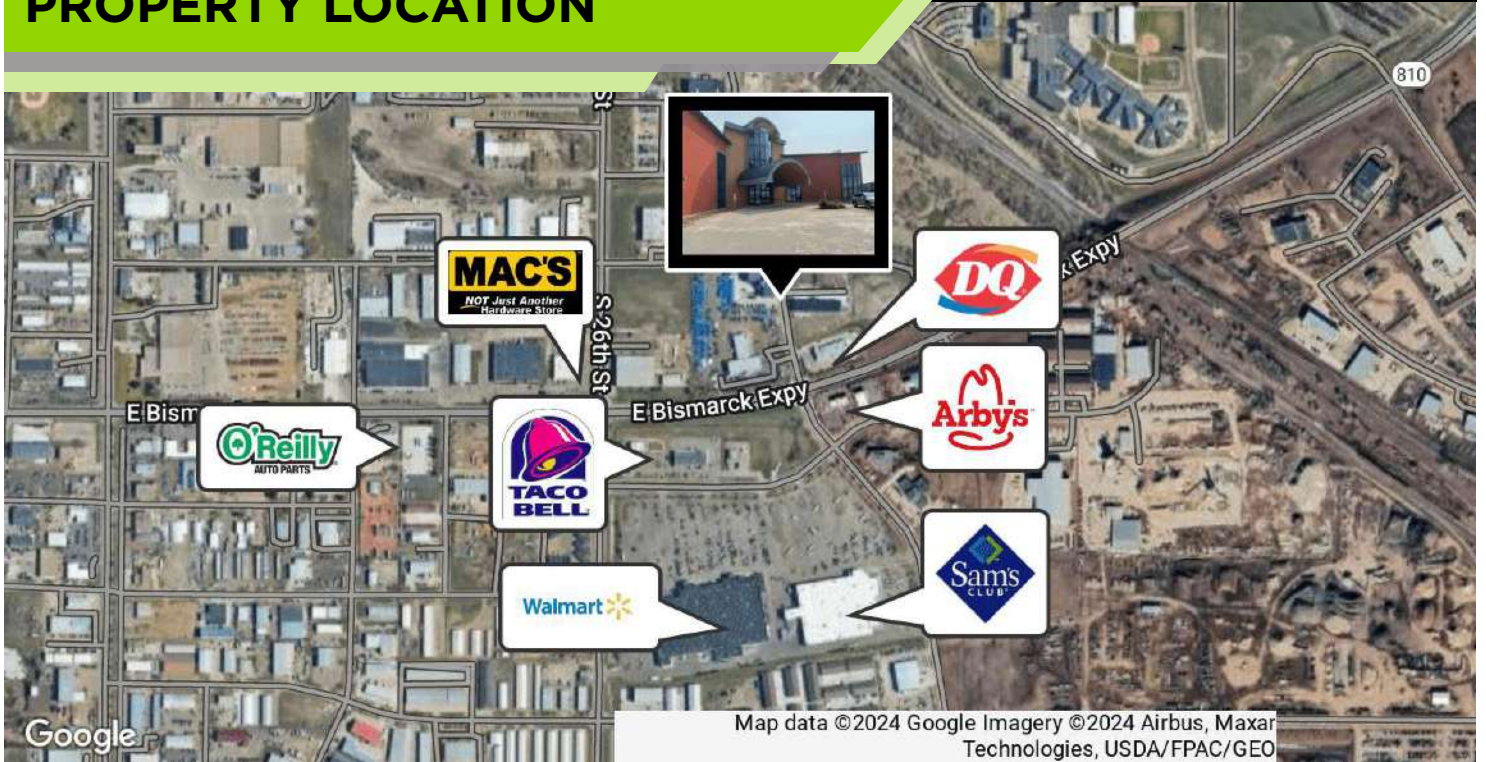 PROPERTY LOCATION
810
St
MAC'S
NOT Just Another
Hardware Store
S 26th St
DQ
Expy
E Bismarck Expy
Arby's
E Bism
O'Reilly
AUTO PARTS
TACO
BELL
Walmart
Sam's
CLUB
Google
Map data ©2024 Google Imagery ©2024 Airbus, Maxar
Technologies, USDA/FPAC/GEO